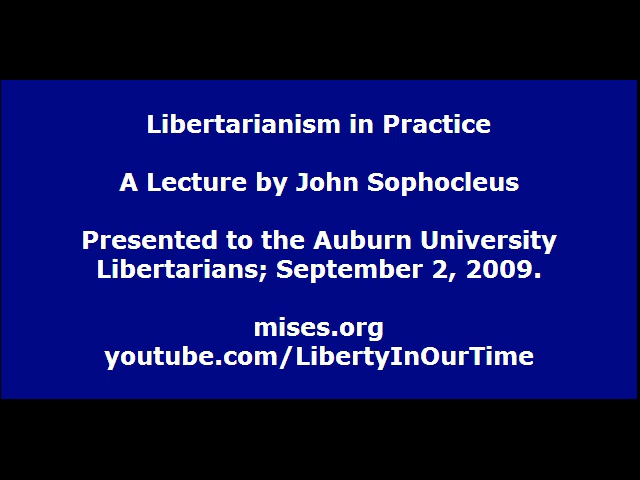 Libertarianism in Practice
A Lecture by John Sophocleus
Presented to the Auburn University
Libertarians; September 2, 2009.
mises.org
youtube.com/LibertyInOurTime